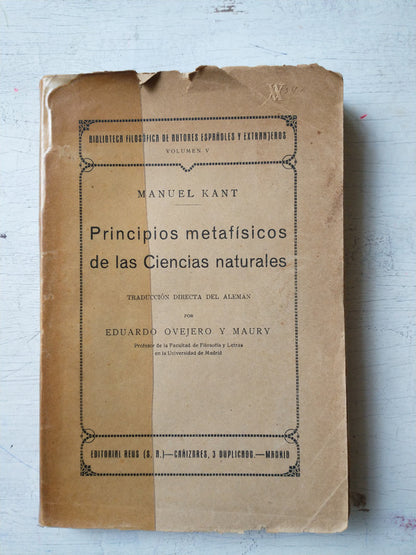 BIBLIOTECA FILOSÓFICA DE AUTORES ESPAÑOLES Y EXTRANJEROS
VOLUMEN V
MANUEL KANT
Principios metafísicos
de las Ciencias naturales
TRADUCCIÓN DIRECTA DEL ALEMÁN
POR
EDUARDO OVEJERO Y MAURY
Profesor de la Facultad de Filosofía y Letras
en la Universidad de Madrid
EDITORIAL REUS (S. A.)—CAÑIZARES, 3 DUPLICADO.—MADRID